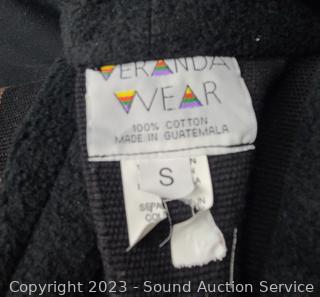 VERANDA
WEAR
100% COTTON
MADE IN GUATEMALA
S
Copyright © 2023 - Sound Auction Service